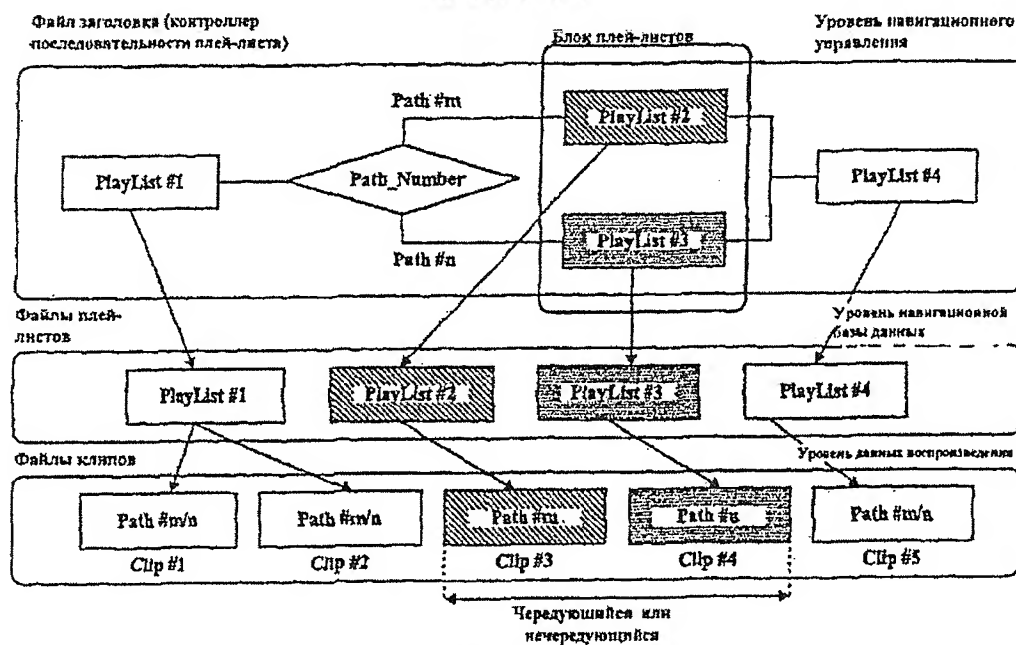 Файл заголовка (контроллер
последовательности плей-листа)
Блок плей-листов
Уровень навигационного
управления
Path #m
PlayList #2
PlayList #1
Path_Number
PlayList #4
PlayList #3
Path #n
Файлы плей-
листов
Уровень навигационной
базы данных
PlayList #1
PlayList #2
PlayList #3
PlayList #4
Файлы клипов
Уровень данных воспроизведения
Path #m/n
Path #m/n
Path #m
Path #n
Path #m/n
Clip #1
Clip #2
Clip #3
Clip #4
Clip #5
Чередующийся или
нечередующийся